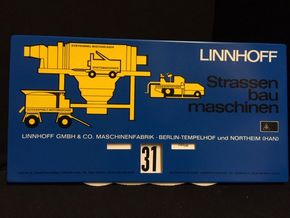 LINNHOFF
Strassen
bau
maschinen
LINNHOFF GMBH & CO. MASCHINENFABRIK · BERLIN-TEMPELHOF und NORTHEIM (HAN)
31